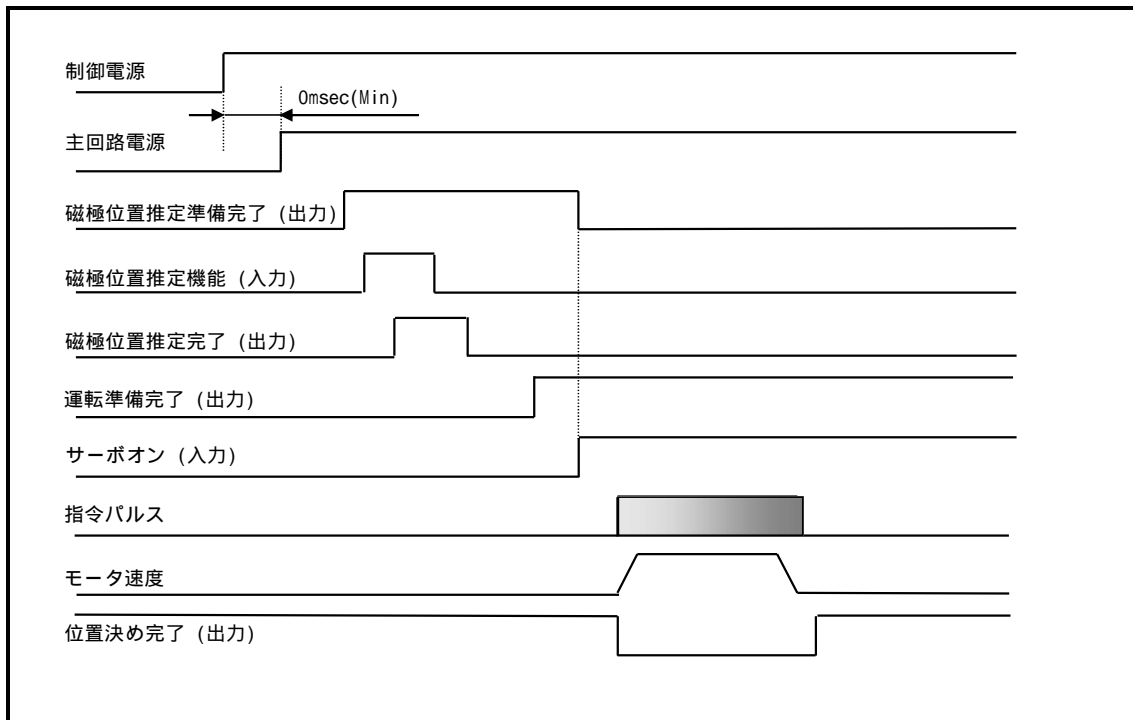 制御電源
0msec(Min)
主回路電源
磁極位置推定準備完了 (出力)
磁極位置推定機能 (入力)
磁極位置推定完了 (出力)
運転準備完了 (出力)
サーボオン (入力)
指令パルス
モータ速度
位置決め完了 (出力)